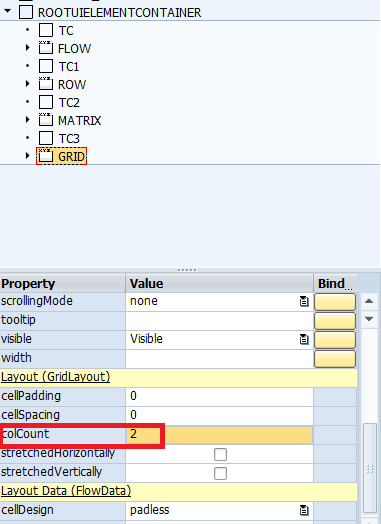 ROOTUIELEMENTCONTAINER
TC
FLOW
TC1
ROW
TC2
MATRIX
TC3
GRID
Property Value Bind...
scrollingMode none
tooltip
visible Visible
width
Layout (GridLayout)
cellPadding 0
cellSpacing 0
colCount 2
stretchedHorizontally
stretchedVertically
Layout Data (FlowData)
cellDesign padless